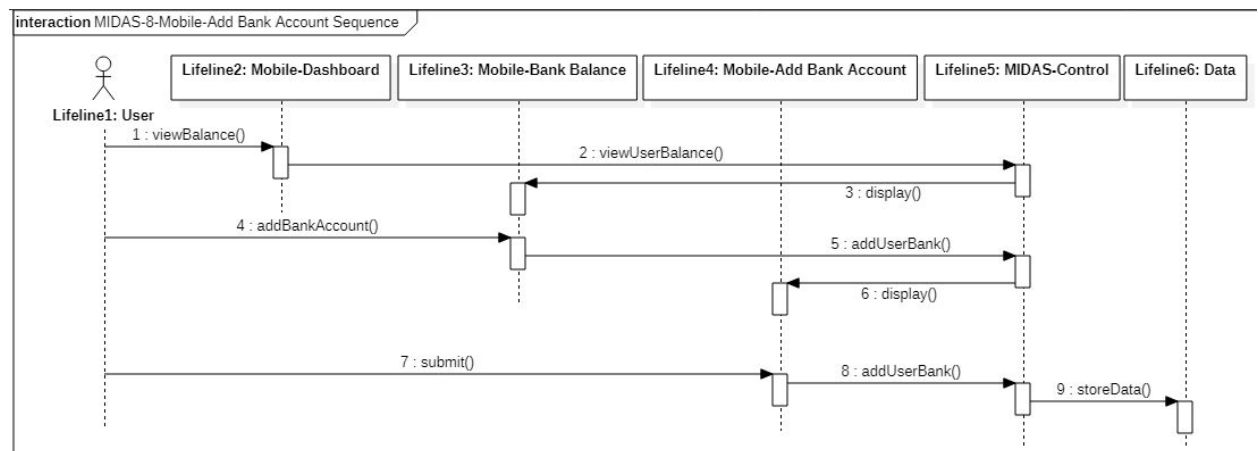 interaction MIDAS-8-Mobile-Add Bank Account Sequence
Lifeline1: User
Lifeline2: Mobile-Dashboard
Lifeline3: Mobile-Bank Balance
Lifeline4: Mobile-Add Bank Account
Lifeline5: MIDAS-Control
Lifeline6: Data
1 : viewBalance()
2 : viewUserBalance()
3 : display()
4 : addBankAccount()
5 : addUserBank()
6 : display()
7 : submit()
8 : addUserBank()
9 : storeData()